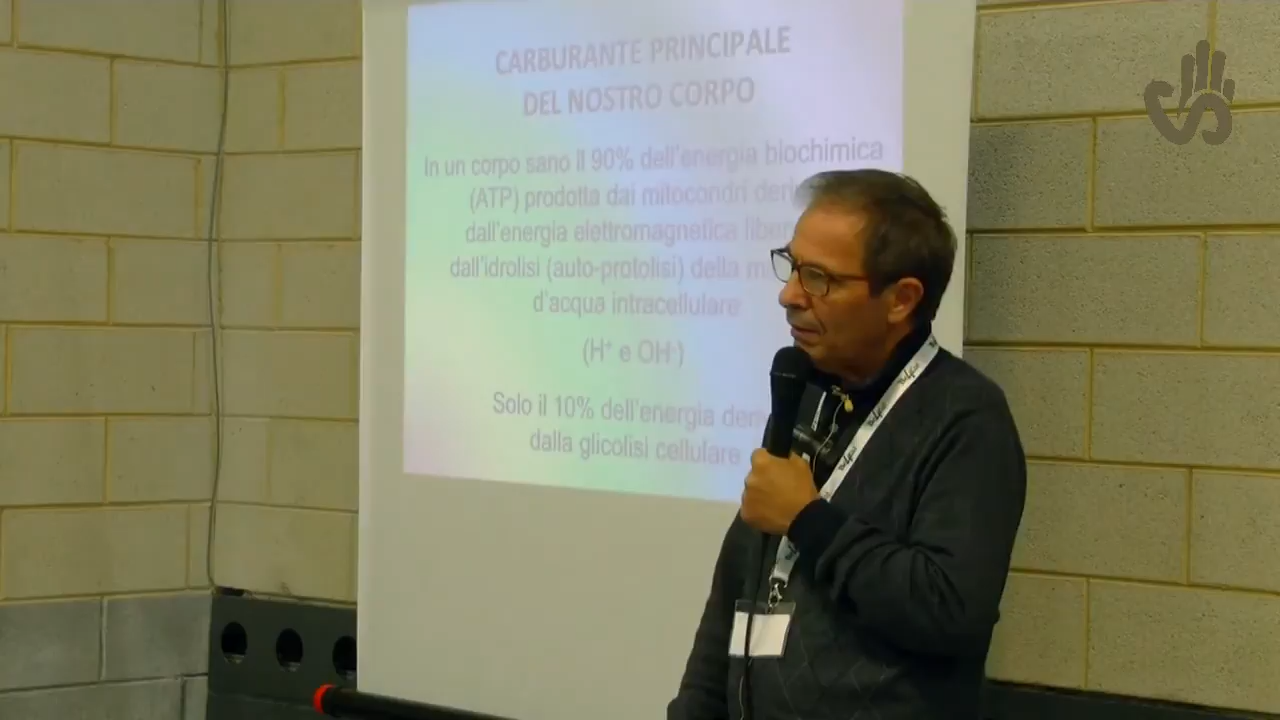 CARBURANTE PRINCIPALE
DEL NOSTRO CORPO
In un corpo sano il 90% dell'energia biochimica
(ATP) prodotta dai mitocondri
dall'energia elettromagnetica
dall'idrolisi (auto-protolisi) della
d'acqua intracellulare
(H⁺ e OH⁻)
Solo il 10% dell'energia
dalla glicolisi cellulare